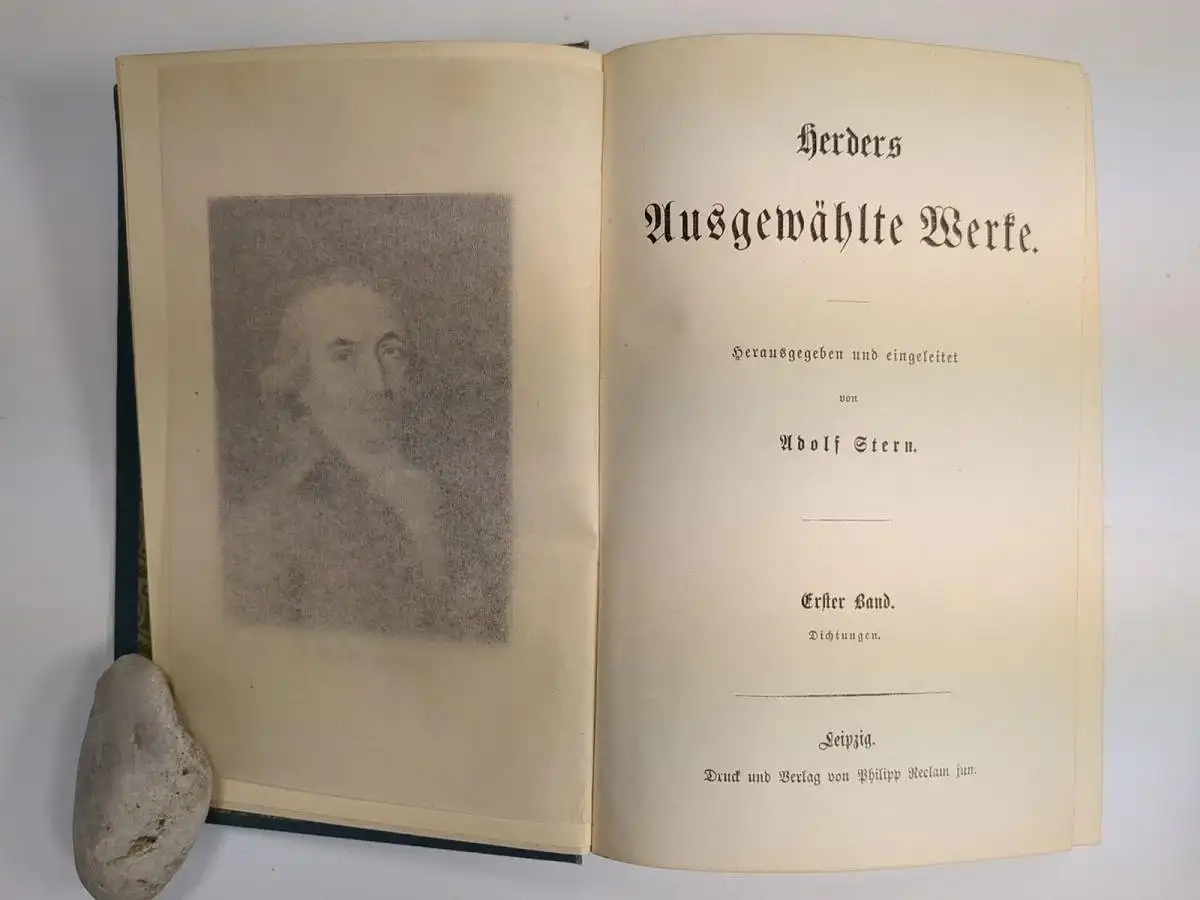 Herders
Ausgewählte Werke.
Herausgegeben und eingeleitet
von
Adolf Stern.
Erster Band.
Dichtungen.
Leipzig.
Druck und Verlag von Philipp Reclam jun.